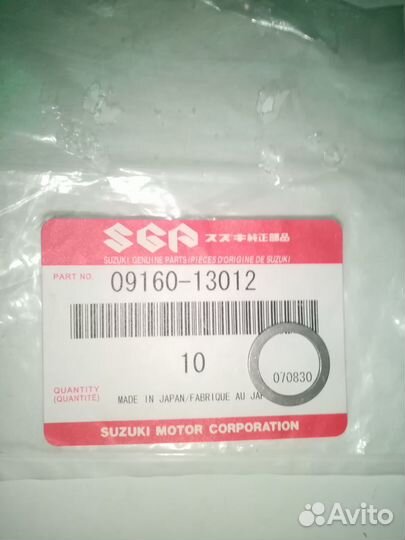 SGP スズキ純正部品
SUZUKI GENUINE PARTS (PIÈCES D'ORIGINE DE SUZUKI)
PART NO. 09160-13012
10
070830
QUANTITY
(QUANTITÉ)
MADE IN JAPAN/FABRIQUE AU JAP
SUZUKI MOTOR CORPORATION
Avito